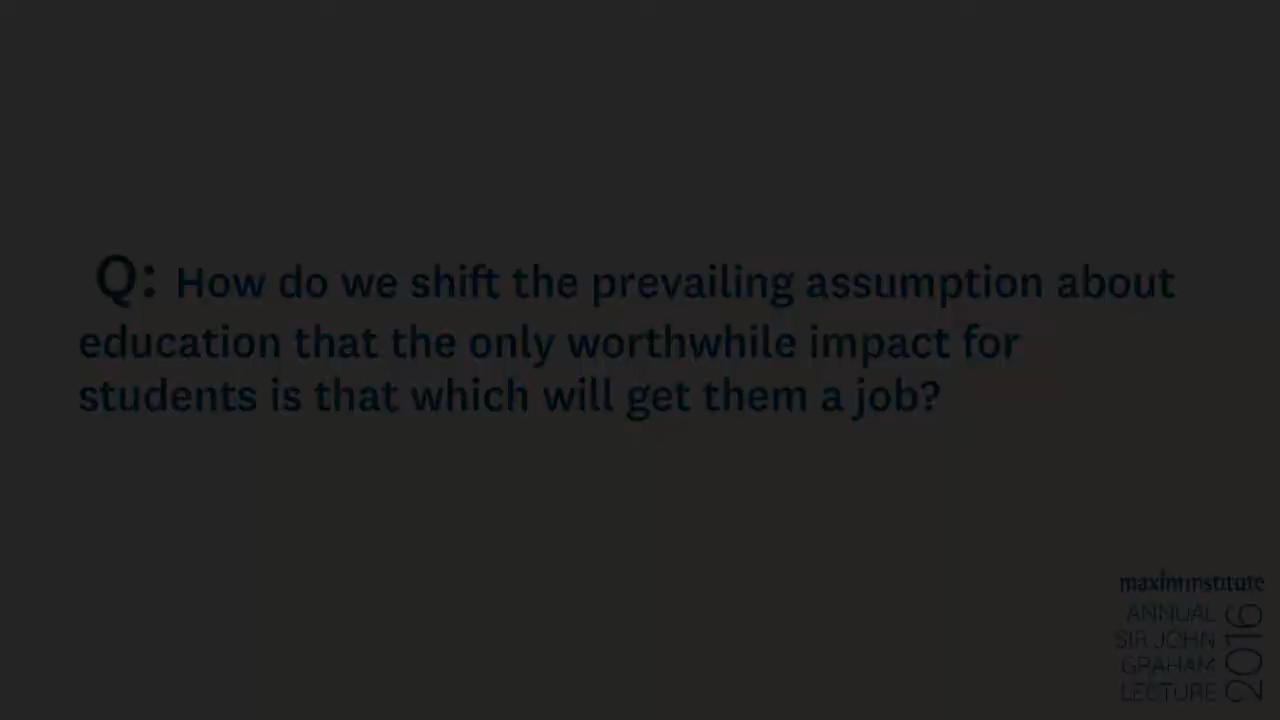 Q: How do we shift the prevailing assumption about
education that the only worthwhile impact for
students is that which will get them a job?
maximinstitute
ANNUAL
SIR JOHN
GRAHAM
LECTURE
2016